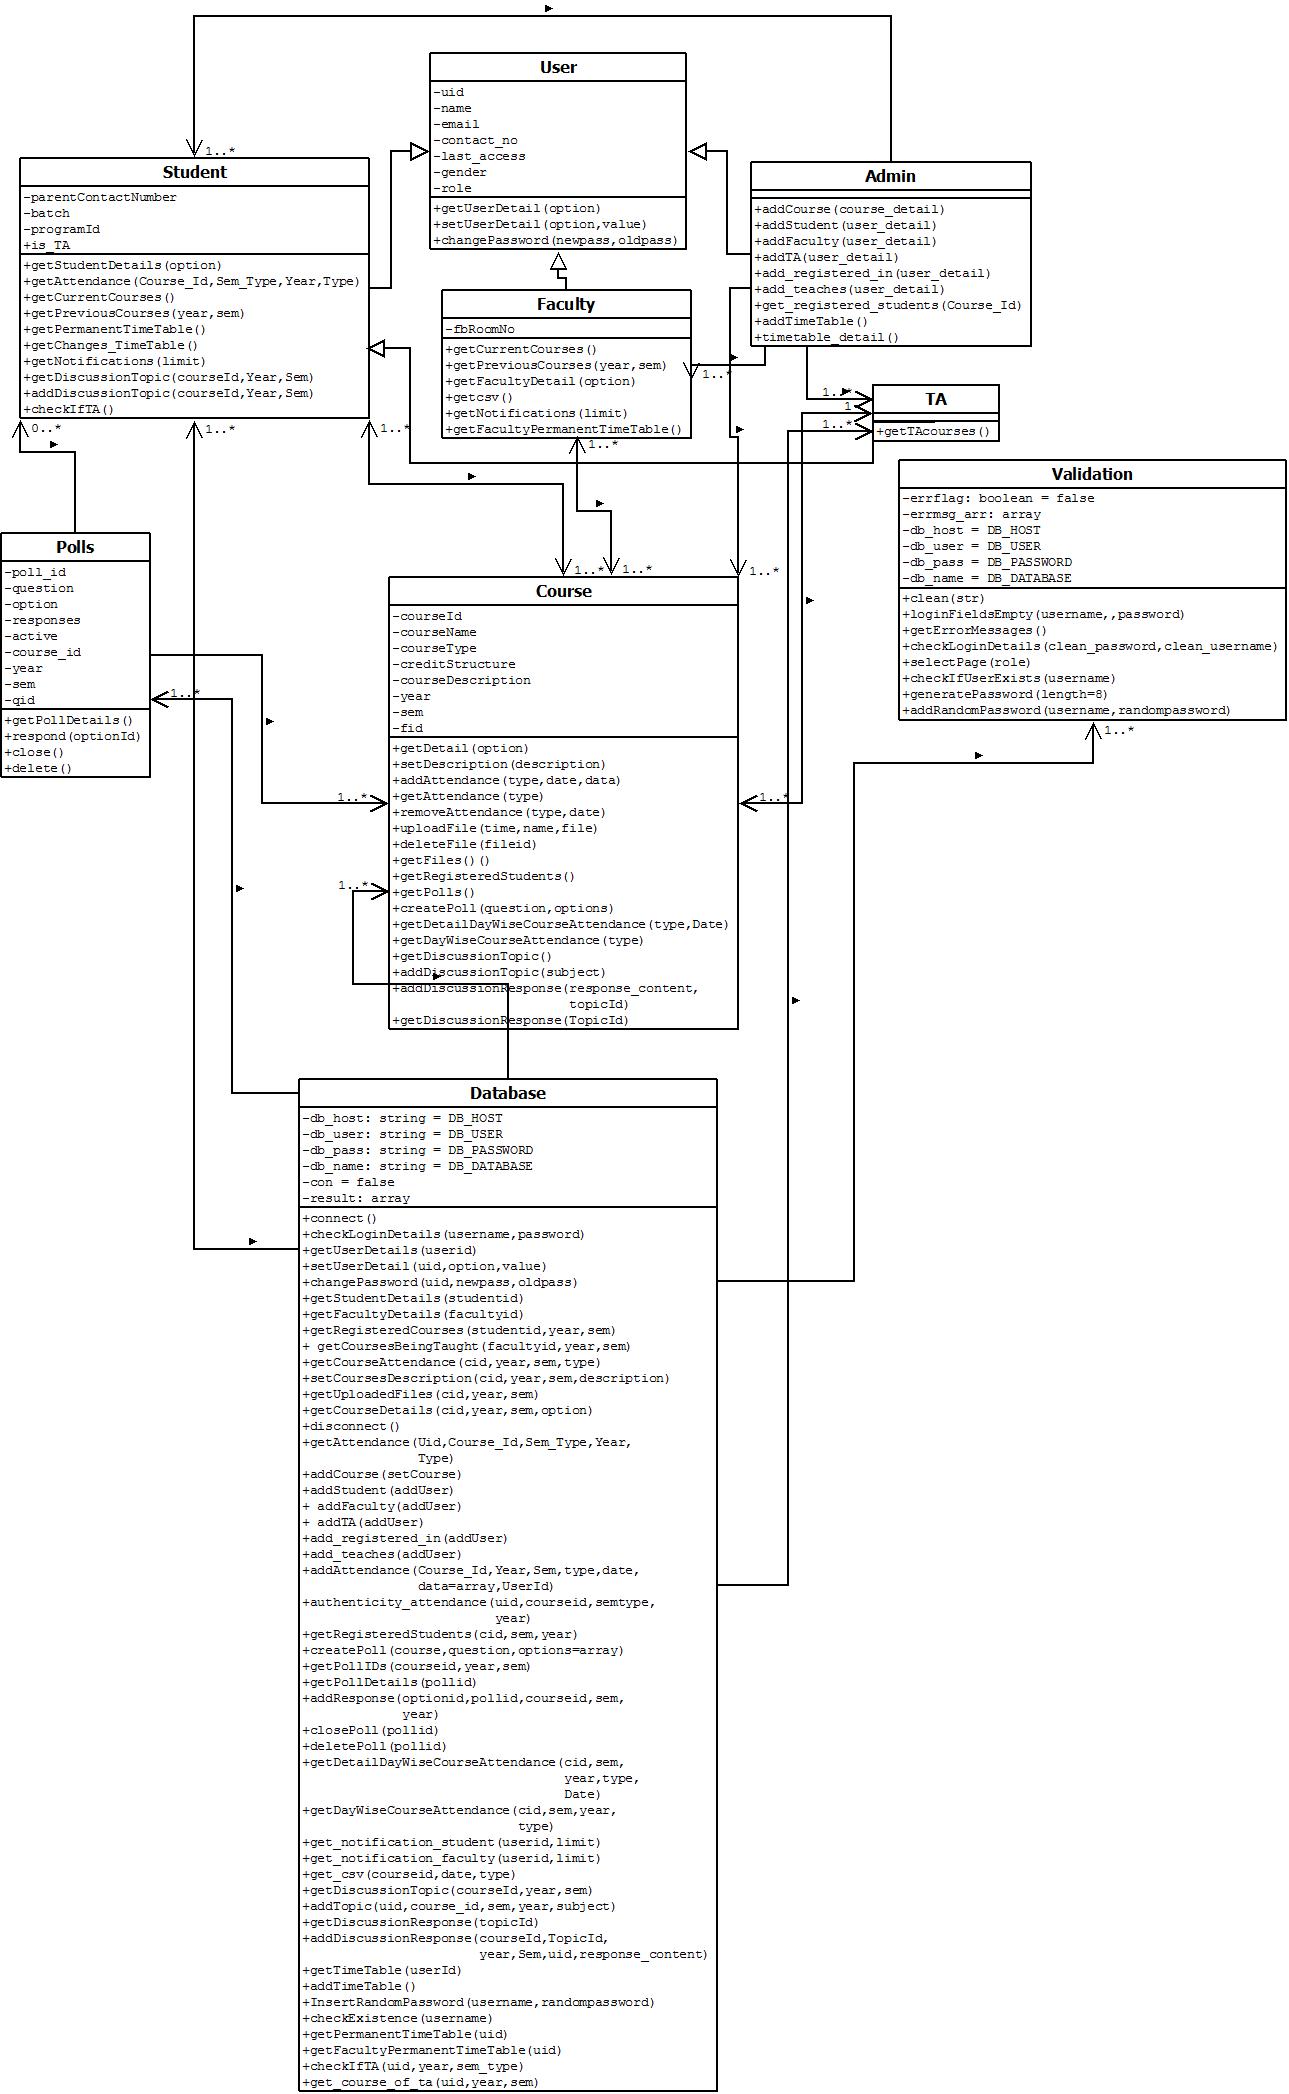 User
-uid
-name
-email
-contact_no
-last_access
-gender
-role
+getUserDetail(option)
+setUserDetail(option,value)
+changePassword(newpass,oldpass)
1..*
Student
-parentContactNumber
-batch
-programId
+is_TA
+getStudentDetails(option)
+getAttendance(Course_Id,Sem_Type,Year,Type)
+getCurrentCourses()
+getPreviousCourses(year,sem)
+getPermanentTimeTable()
+getChanges_TimeTable()
+getNotifications(limit)
+getDiscussionTopic(courseId,Year,Sem)
+addDiscussionTopic(courseId,Year,Sem)
+checkIfTA()
0..*
1..*
1..*
Admin
+addCourse(course_detail)
+addStudent(user_detail)
+addFaculty(user_detail)
+addTA(user_detail)
+add_registered_in(user_detail)
+add_teaches(user_detail)
+get_registered_students(Course_Id)
+addTimeTable()
+timetable_detail()
Faculty
-fbRoomNo
+getCurrentCourses()
+getPreviousCourses(year,sem)
+getFacultyDetail(option)
+getcsv()
+getNotifications(limit)
+getFacultyPermanentTimeTable()
1..*
1..*
1..*
1
1..*
TA
+getTAcourses()
Validation
-errflag: boolean = false
-errmsg_arr: array
-db_host = DB_HOST
-db_user = DB_USER
-db_pass = DB_PASSWORD
-db_name = DB_DATABASE
+clean(str)
+loginFieldsEmpty(username,,password)
+getErrorMessages()
+checkLoginDetails(clean_password,clean_username)
+selectPage(role)
+checkIfUserExists(username)
+generatePassword(length=8)
+addRandomPassword(username,randompassword)
1..*
Polls
-poll_id
-question
-option
-responses
-active
-course_id
-year
-sem
-qid
+getPollDetails()
+respond(optionId)
+close()
+delete()
1..*
1..*
1..*
1..*
Course
-courseId
-courseName
-courseType
-creditStructure
-courseDescription
-year
-sem
-fid
+getDetail(option)
+setDescription(description)
+addAttendance(type,date,data)
+getAttendance(type)
+removeAttendance(type,date)
+uploadFile(time,name,file)
+deleteFile(fileid)
+getFiles()()
+getRegisteredStudents()
+getPolls()
+createPoll(question,options)
+getDetailDayWiseCourseAttendance(type,Date)
+getDayWiseCourseAttendance(type)
+getDiscussionTopic()
+addDiscussionTopic(subject)
+addDiscussionResponse(response_content,
topicId)
+getDiscussionResponse(TopicId)
1..*
1..*
1..*
Database
-db_host: string = DB_HOST
-db_user: string = DB_USER
-db_pass: string = DB_PASSWORD
-db_name: string = DB_DATABASE
-con = false
-result: array
+connect()
+checkLoginDetails(username,password)
+getUserDetails(userid)
+setUserDetail(uid,option,value)
+changePassword(uid,newpass,oldpass)
+getStudentDetails(studentid)
+getFacultyDetails(facultyid)
+getRegisteredCourses(studentid,year,sem)
+ getCoursesBeingTaught(facultyid,year,sem)
+getCourseAttendance(cid,year,sem,type)
+setCoursesDescription(cid,year,sem,description)
+getUploadedFiles(cid,year,sem)
+getCourseDetails(cid,year,sem,option)
+disconnect()
+getAttendance(Uid,Course_Id,Sem_Type,Year,
Type)
+addCourse(setCourse)
+addStudent(addUser)
+ addFaculty(addUser)
+ addTA(addUser)
+add_registered_in(addUser)
+add_teaches(addUser)
+addAttendance(Course_Id,Year,Sem,type,date,
data=array,UserId)
+authenticity_attendance(uid,courseid,semtype,
year)
+getRegisteredStudents(cid,sem,year)
+createPoll(course,question,options=array)
+getPollIDs(courseid,year,sem)
+getPollDetails(pollid)
+addResponse(optionid,pollid,courseid,sem,
year)
+closePoll(pollid)
+deletePoll(pollid)
+getDetailDayWiseCourseAttendance(cid,sem,
year,type,
Date)
+getDayWiseCourseAttendance(cid,sem,year,
type)
+get_notification_student(userid,limit)
+get_notification_faculty(userid,limit)
+get_csv(courseid,date,type)
+getDiscussionTopic(courseId,year,sem)
+addTopic(uid,course_id,sem,year,subject)
+getDiscussionResponse(topicId)
+addDiscussionResponse(courseId,TopicId,
year,Sem,uid,response_content)
+getTimeTable(userId)
+addTimeTable()
+InsertRandomPassword(username,randompassword)
+checkExistence(username)
+getPermanentTimeTable(uid)
+getFacultyPermanentTimeTable(uid)
+checkIfTA(uid,year,sem_type)
+get_course_of_ta(uid,year,sem)